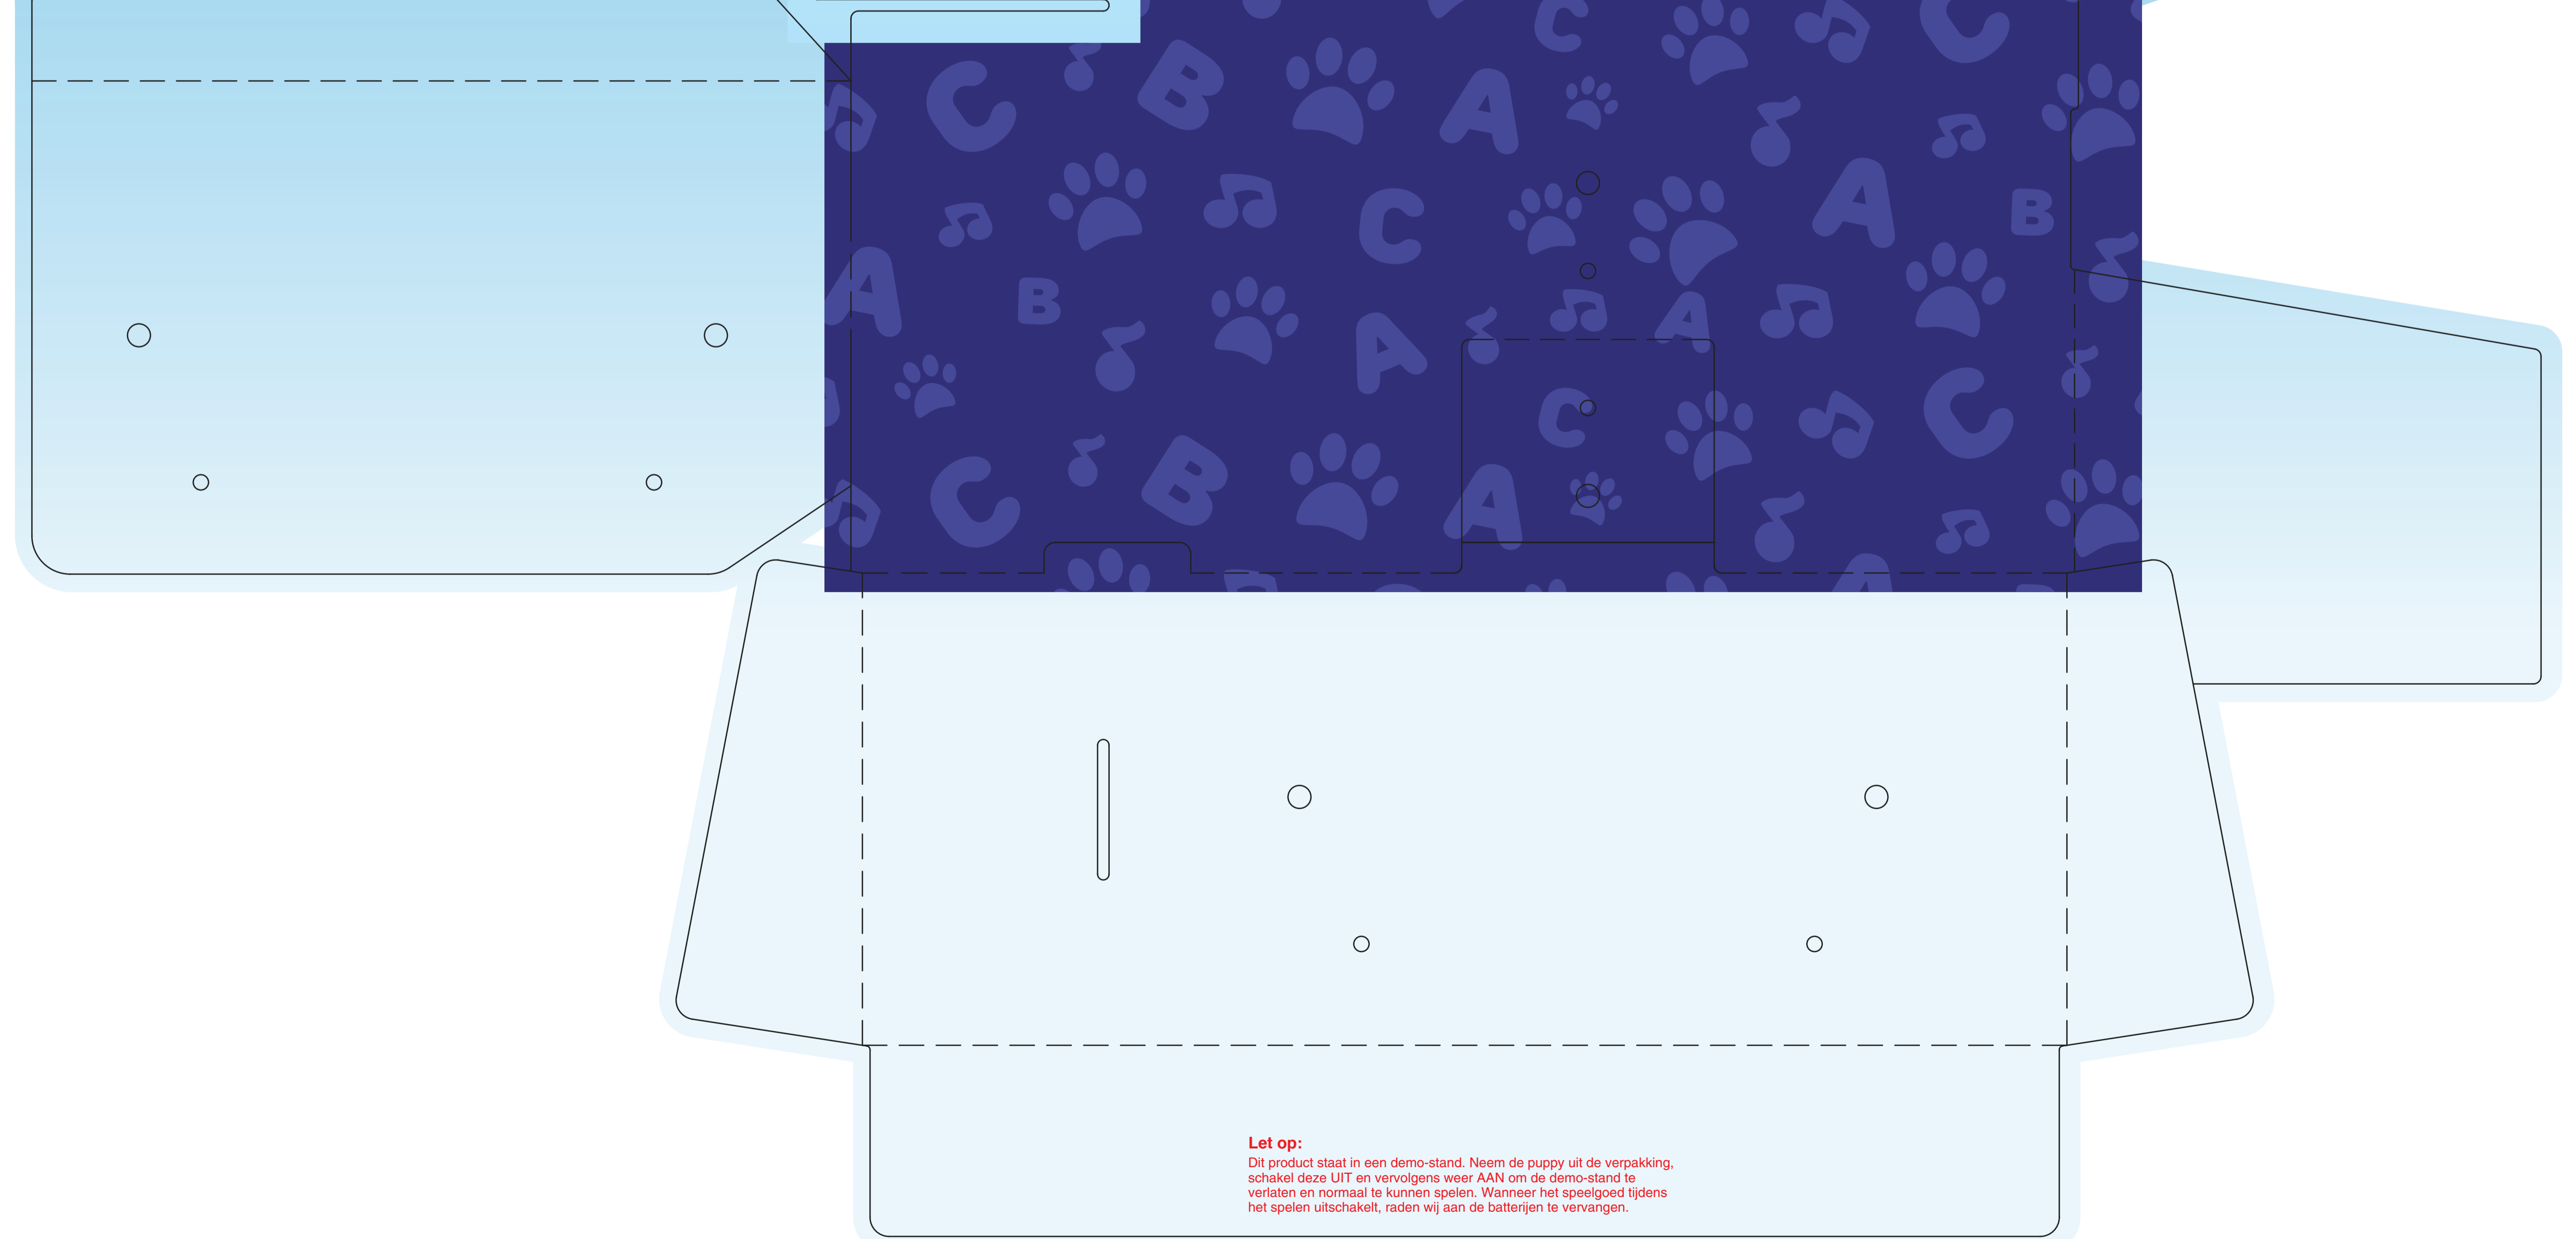 C B A C C
C A B
A B A A
C C
C B A A
Let op:
Dit product staat in een demo-stand. Neem de puppy uit de verpakking,
schakel deze UIT en vervolgens weer AAN om de demo-stand te
verlaten en normaal te kunnen spelen. Wanneer het speelgoed tijdens
het spelen uitschakelt, raden wij aan de batterijen te vervangen.